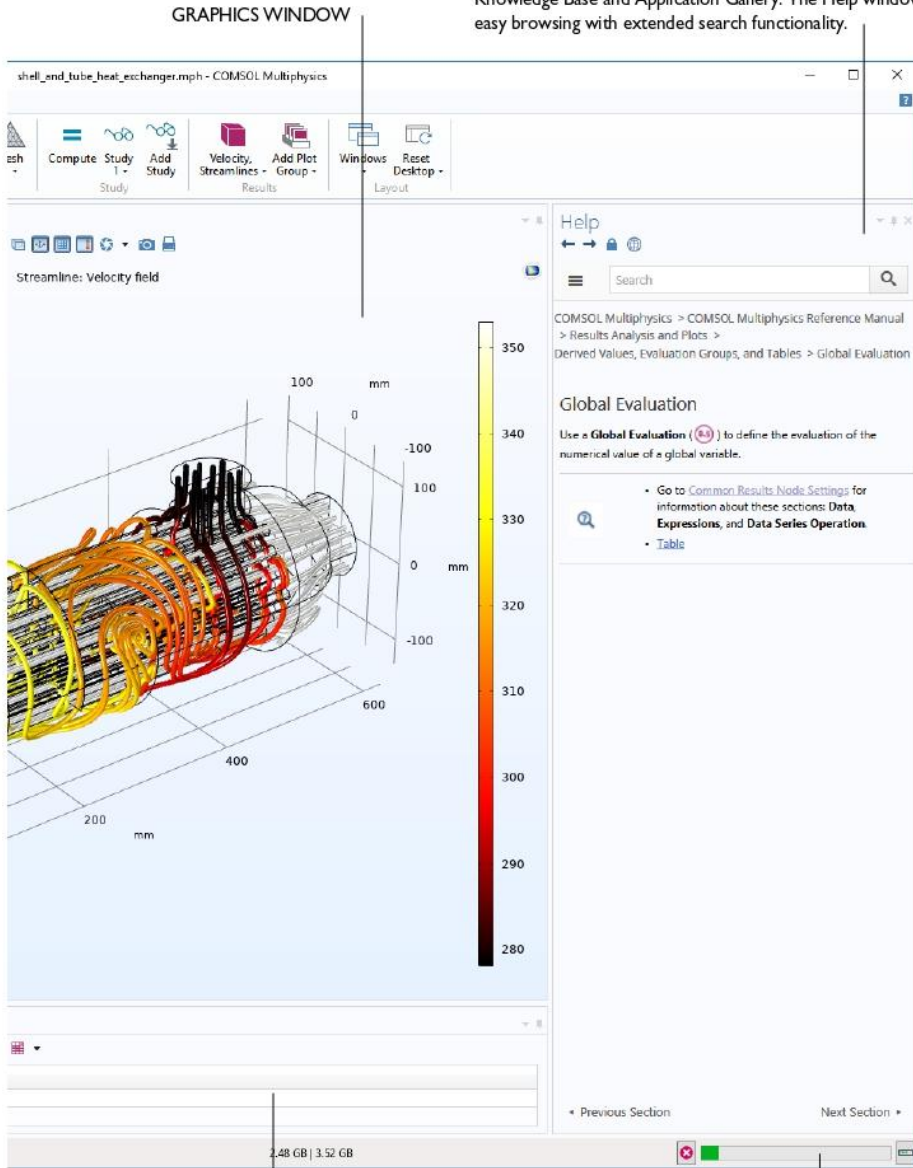 Knowledge Base and Application Gallery. The Help window
GRAPHICS WINDOW
easy browsing with extended search functionality.
shell_and_tube_heat_exchanger.mph - COMSOL Multiphysics
Compute Study Add Velocity, Add Plot Windows Reset
1 Study Streamlines Group Desktop
Study Results Layout
Help
Streamline: Velocity field
Search
COMSOL Multiphysics > COMSOL Multiphysics Reference Manual
> Results Analysis and Plots >
Derived Values, Evaluation Groups, and Tables > Global Evaluation
Global Evaluation
Use a Global Evaluation ( 8.5 ) to define the evaluation of the
numerical value of a global variable.
• Go to Common Results Node Settings for
information about these sections: Data,
Expressions, and Data Series Operation.
• Table
350
340
330
320
310
300
290
280
100 mm
0
-100
100
0 mm
-100
600
400
200
mm
◂ Previous Section Next Section ▸
2.48 GB | 3.52 GB